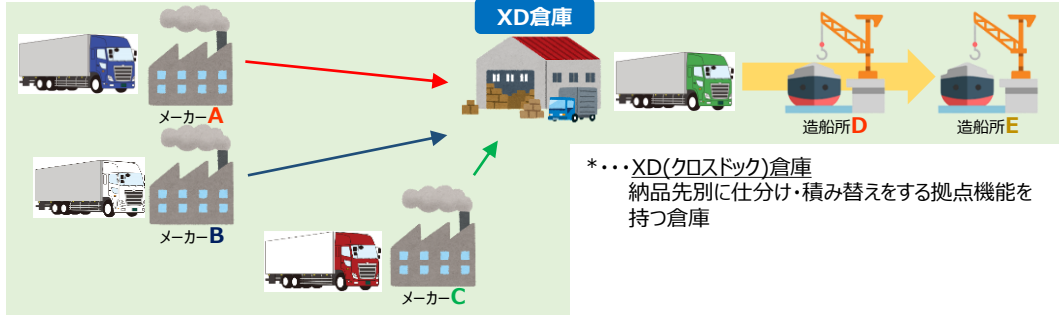 XD倉庫
メーカーA
メーカーB
メーカーC
造船所D
造船所E
*・・・XD(クロスドック)倉庫
納品先別に仕分け・積み替えをする拠点機能を
持つ倉庫